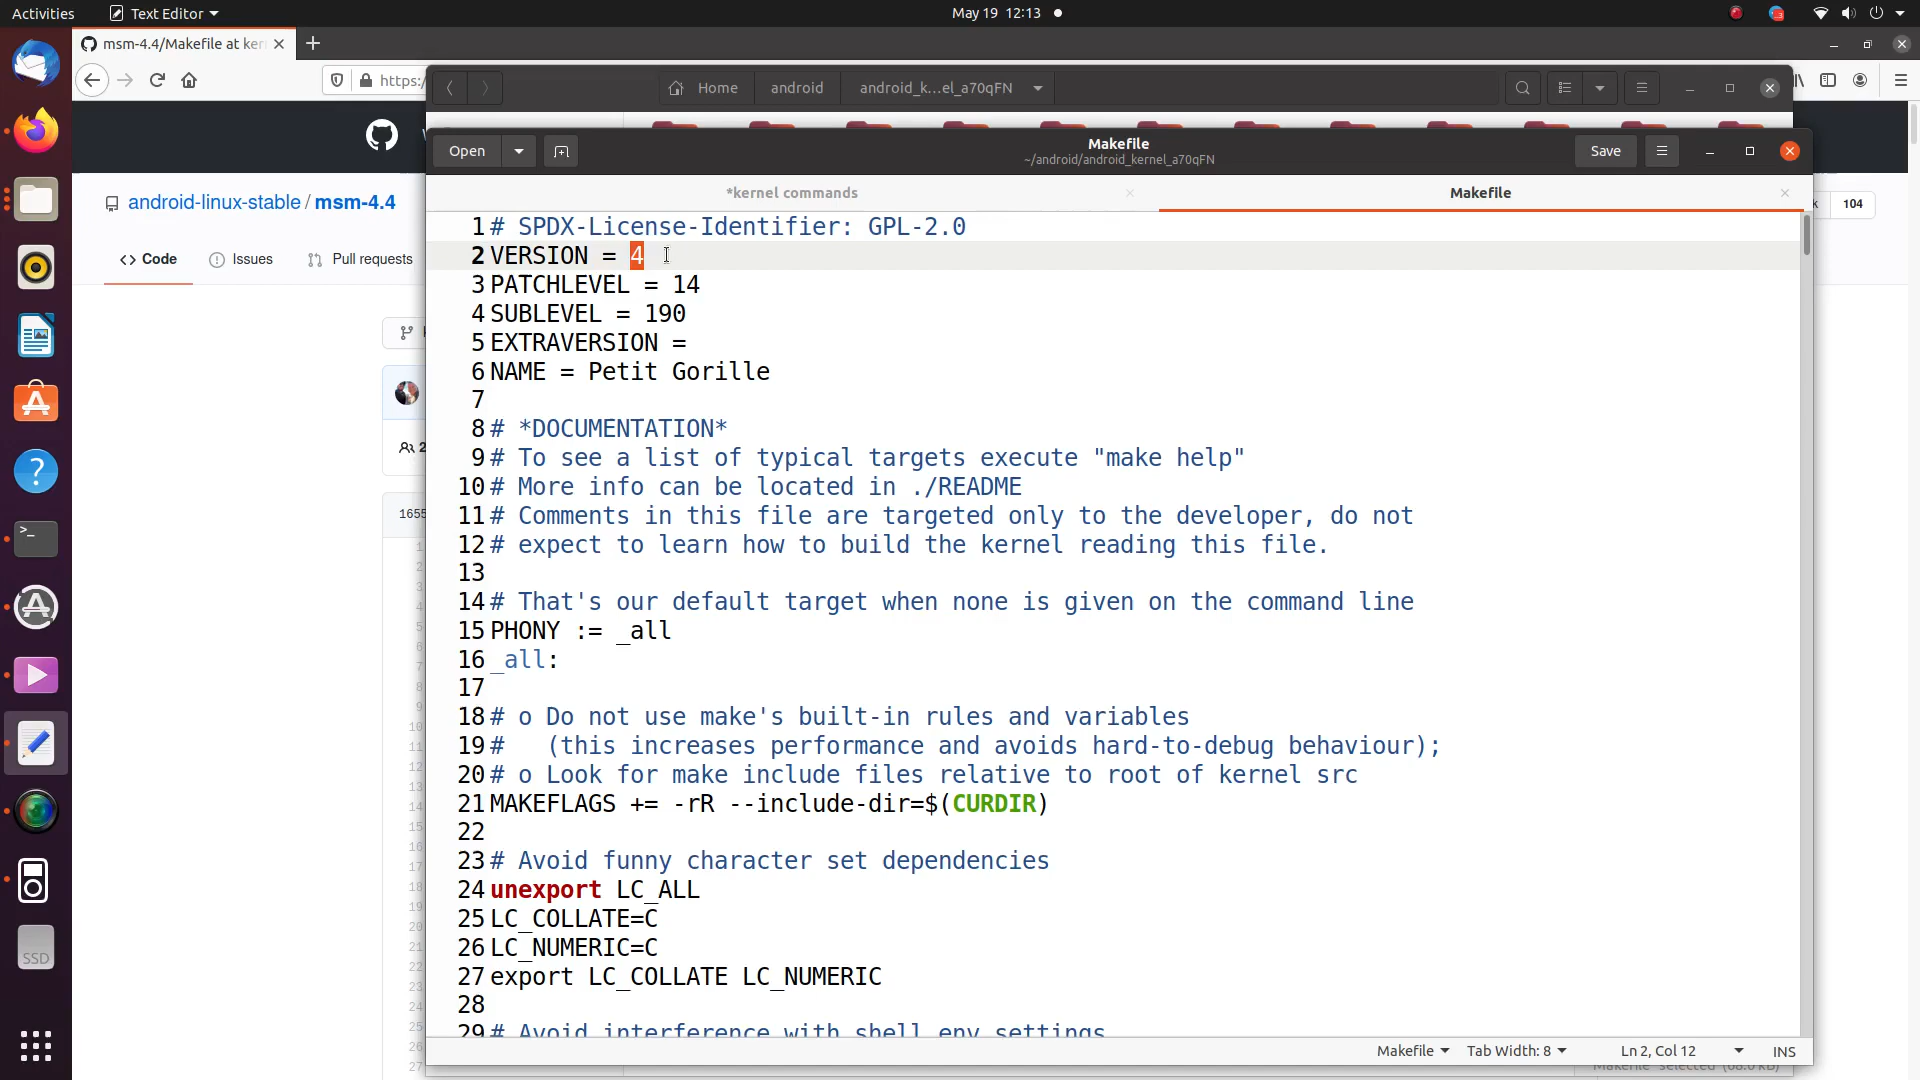 Activities
Text Editor
May 19 12:13
msm-4.4/Makefile at ker
https:/
Home
android
android_k...el_a70qFN
Open
Makefile
~/android/android_kernel_a70qFN
Save
*kernel commands
Makefile
android-linux-stable / msm-4.4
104
Code
Issues
Pull requests
1655
1 # SPDX-License-Identifier: GPL-2.0
2 VERSION = 4
3 PATCHLEVEL = 14
4 SUBLEVEL = 190
5 EXTRAVERSION =
6 NAME = Petit Gorille
7
8 # *DOCUMENTATION*
9 # To see a list of typical targets execute "make help"
10 # More info can be located in ./README
11 # Comments in this file are targeted only to the developer, do not
12 # expect to learn how to build the kernel reading this file.
13
14 # That's our default target when none is given on the command line
15 PHONY := _all
16 _all:
17
18 # o Do not use make's built-in rules and variables
19 #   (this increases performance and avoids hard-to-debug behaviour);
20 # o Look for make include files relative to root of kernel src
21 MAKEFLAGS += -rR --include-dir=$(CURDIR)
22
23 # Avoid funny character set dependencies
24 unexport LC_ALL
25 LC_COLLATE=C
26 LC_NUMERIC=C
27 export LC_COLLATE LC_NUMERIC
28
29 # Avoid interference with shell env settings
Makefile
Tab Width: 8
Ln 2, Col 12
INS
SSD